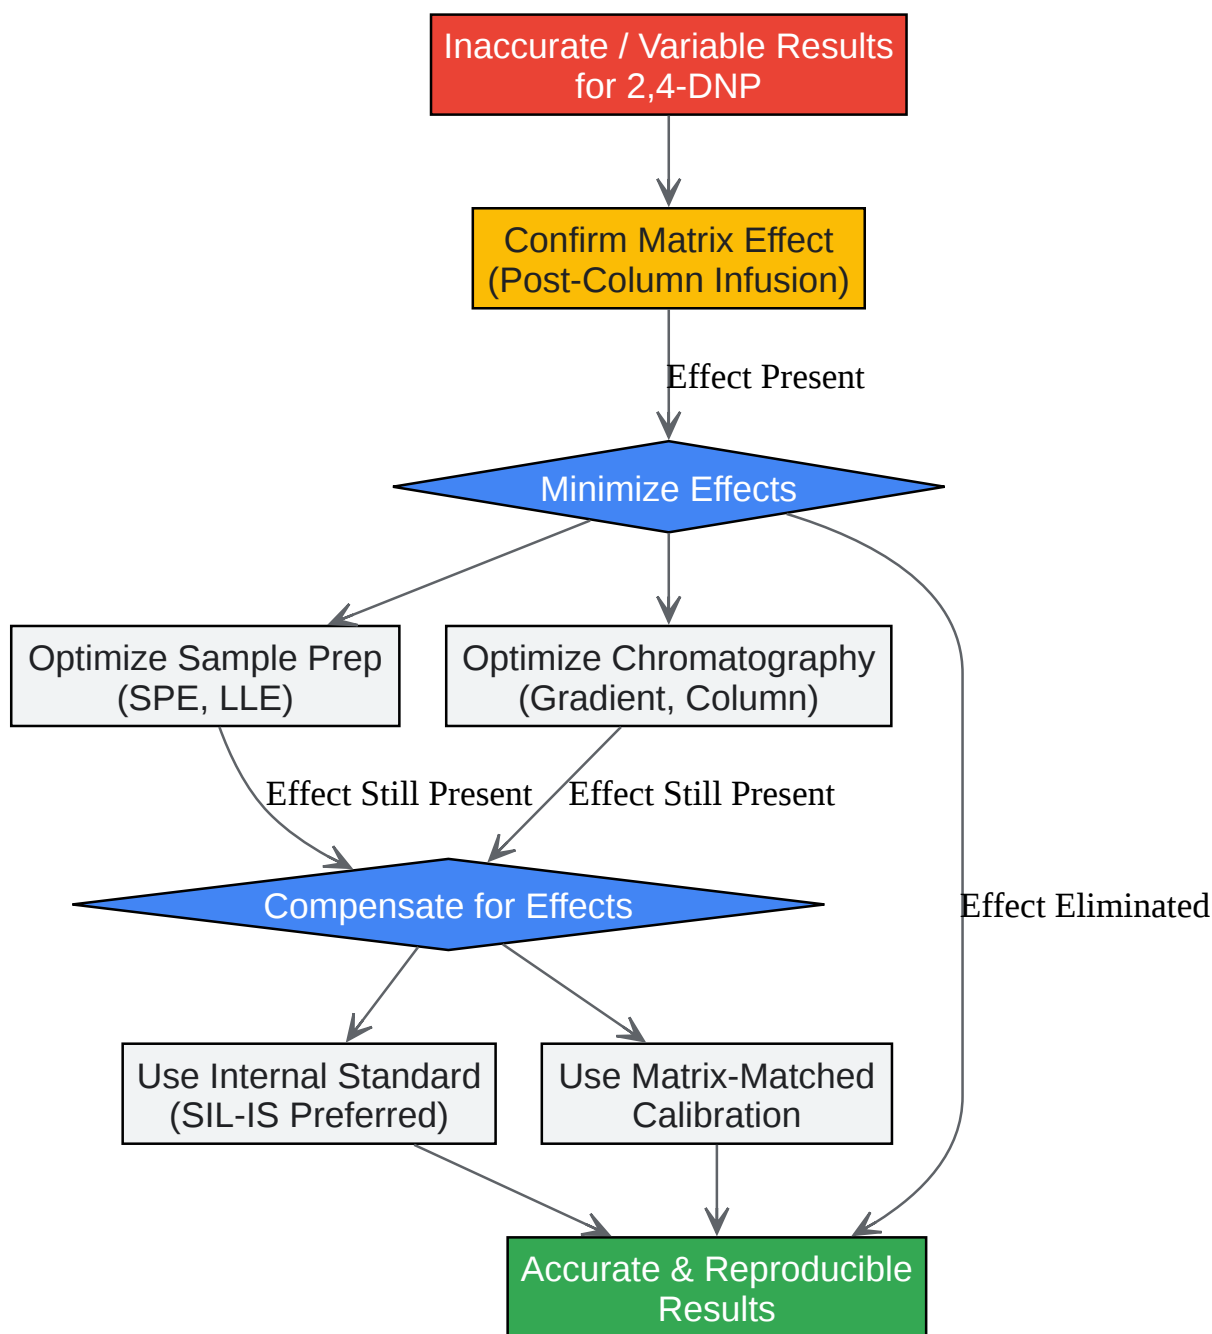 Inaccurate / Variable Results
for 2,4-DNP
Confirm Matrix Effect
(Post-Column Infusion)
Effect Present
Minimize Effects
Optimize Sample Prep
(SPE, LLE)
Optimize Chromatography
(Gradient, Column)
Effect Still Present
Effect Still Present
Compensate for Effects
Effect Eliminated
Use Internal Standard
(SIL-IS Preferred)
Use Matrix-Matched
Calibration
Accurate & Reproducible
Results